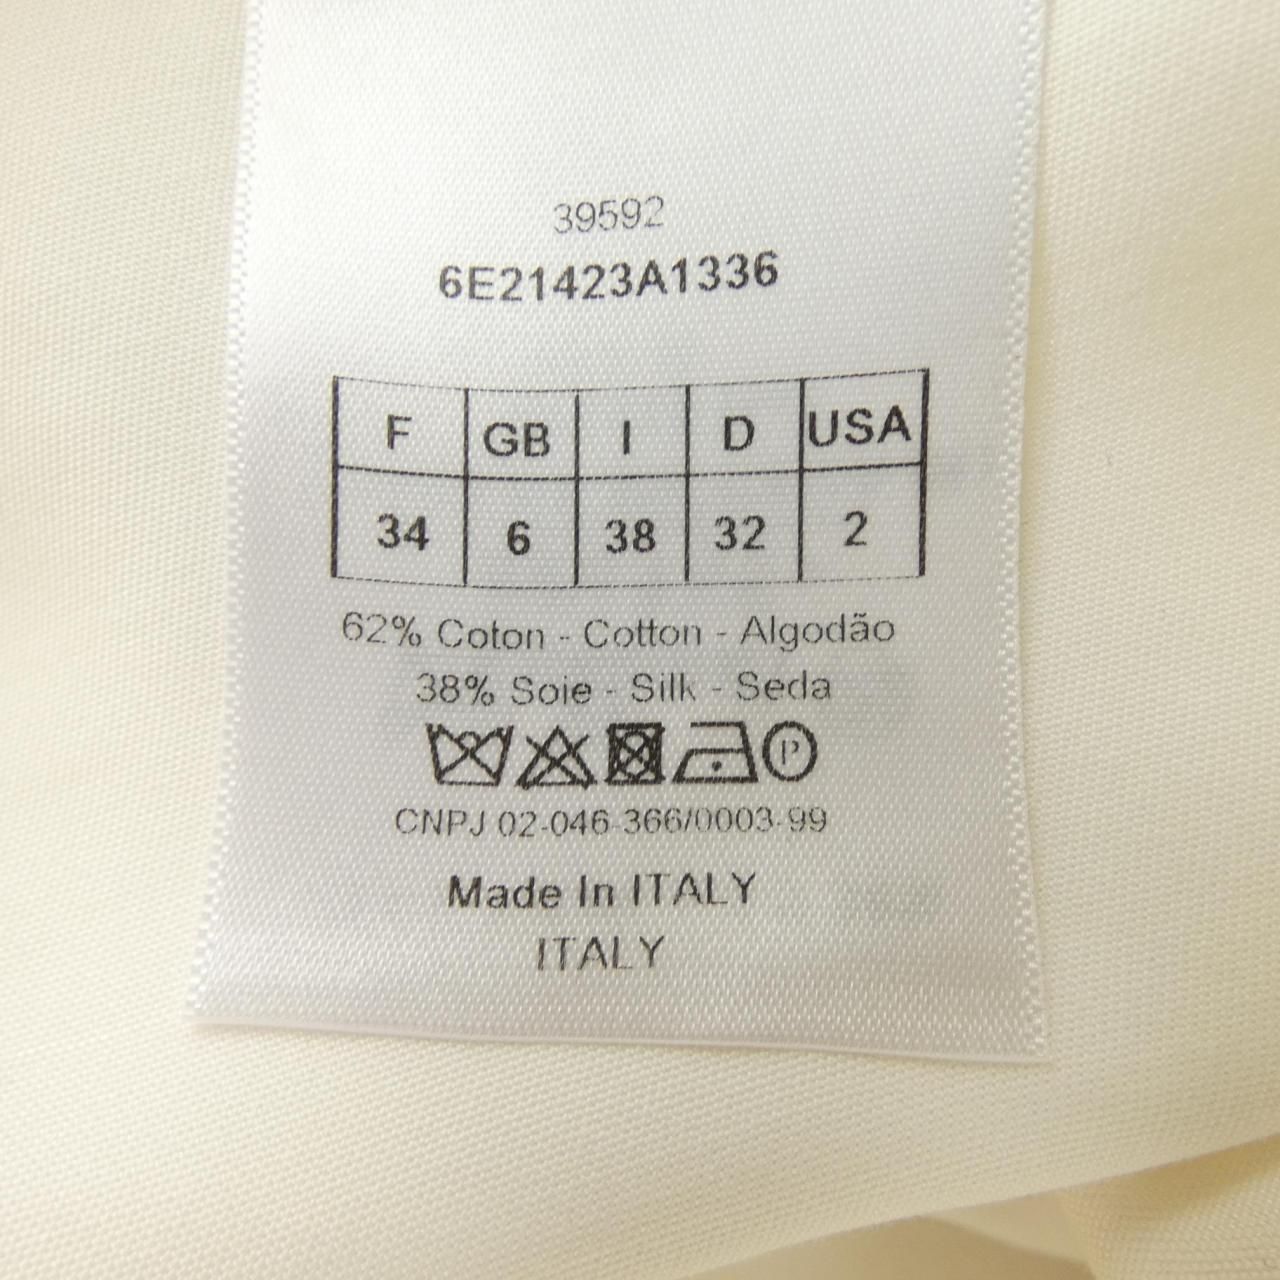 39592
6E21423A1336
F GB I D USA
34 6 38 32 2
62% Coton - Cotton - Algodão
38% Soie - Silk - Seda
P
CNPJ 02-046-366/0003-99
Made In ITALY
ITALY